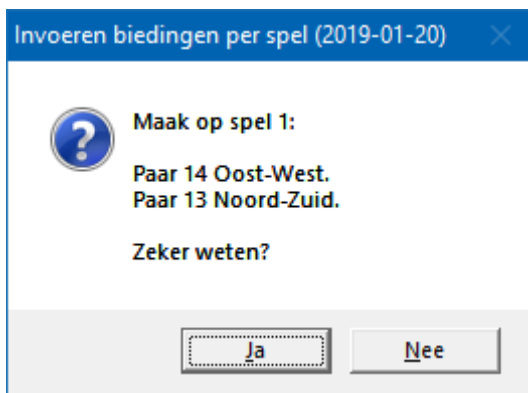 Invoeren biedingen per spel (2019-01-20)
Maak op spel 1:
Paar 14 Oost-West.
Paar 13 Noord-Zuid.
Zeker weten?
Ja
Nee